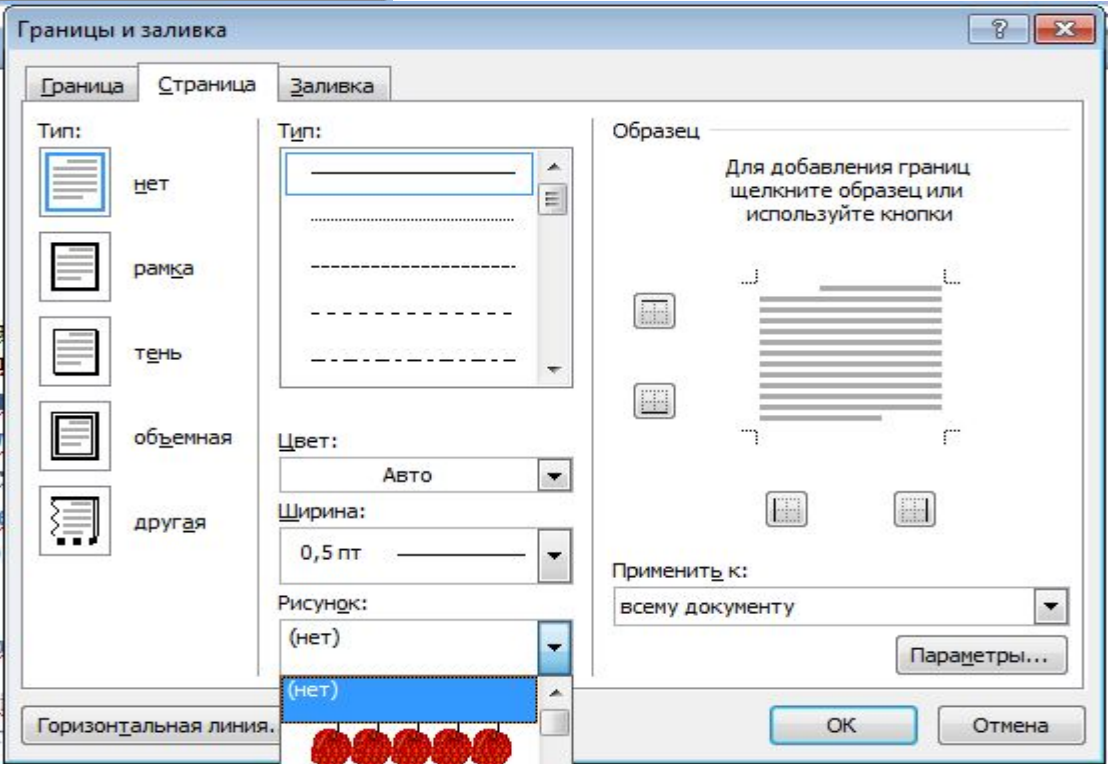 Границы и заливка
Граница
Страница
Заливка
Тип:
нет
рамка
тень
объемная
другая
Тип:
Цвет:
Авто
Ширина:
0,5 пт
Рисунок:
(нет)
(нет)
Образец
Для добавления границ
щелкните образец или
используйте кнопки
Применить к:
всему документу
Параметры...
Горизонтальная линия.
ОК
Отмена